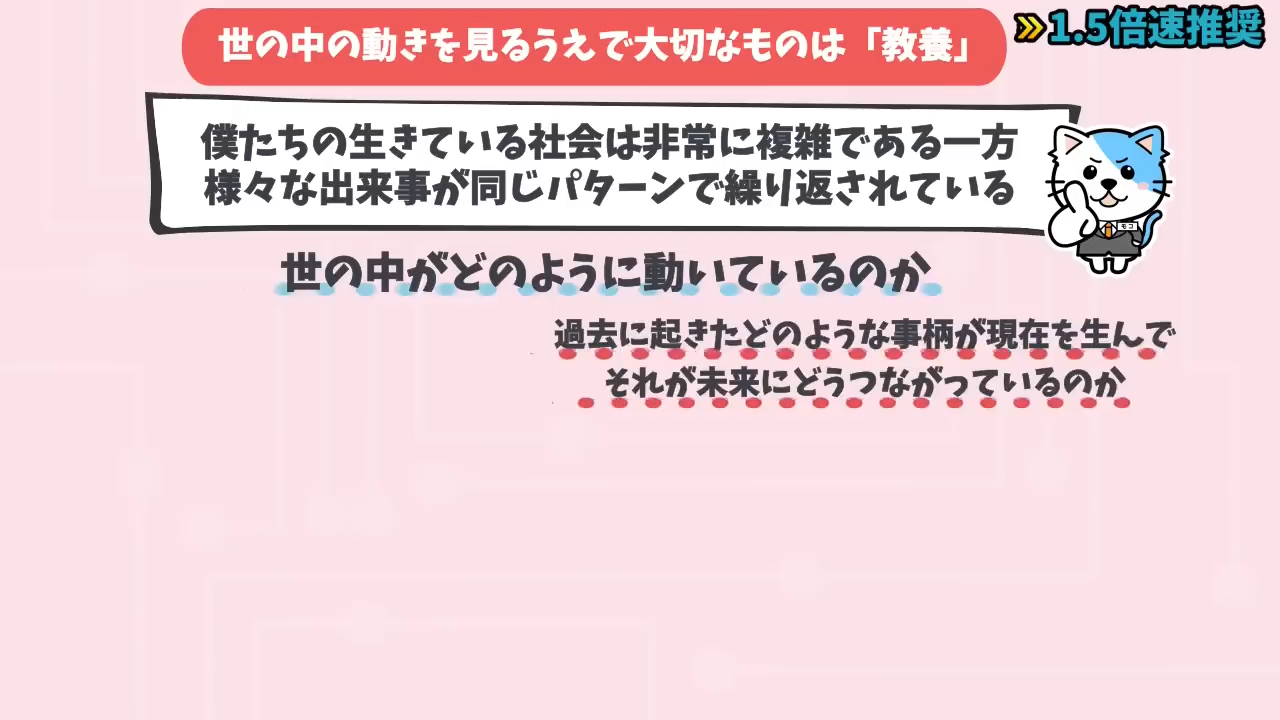 世の中の動きを見るうえで大切なものは「教養」
1.5倍速推奨
僕たちの生きている社会は非常に複雑である一方
様々な出来事が同じパターンで繰り返されている
モコ
世の中がどのように動いているのか
過去に起きたどのような事柄が現在を生んで
それが未来にどうつながっているのか